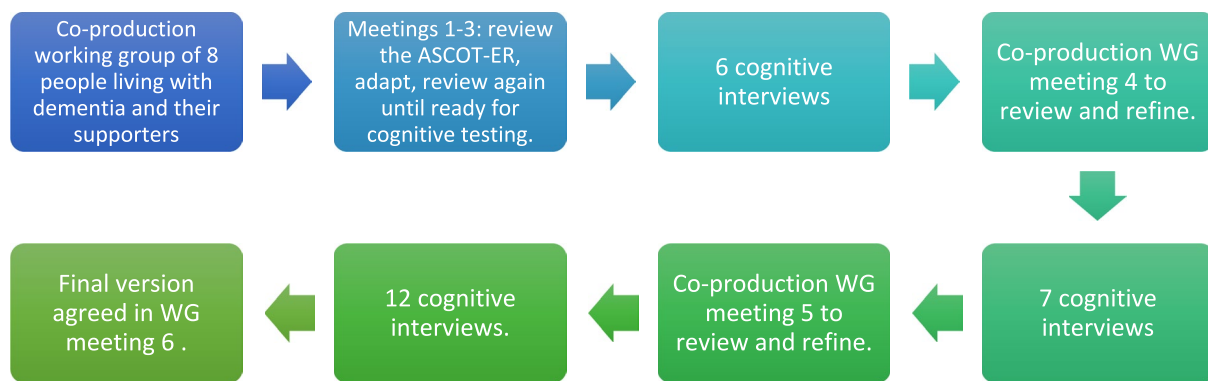 Co-production
working group of 8
people living with
dementia and their
supporters
Meetings 1-3: review
the ASCOT-ER,
adapt, review again
until ready for
cognitive testing.
6 cognitive
interviews
Co-production WG
meeting 4 to
review and refine.
7 cognitive
interviews
Co-production WG
meeting 5 to
review and refine.
12 cognitive
interviews.
Final version
agreed in WG
meeting 6 .